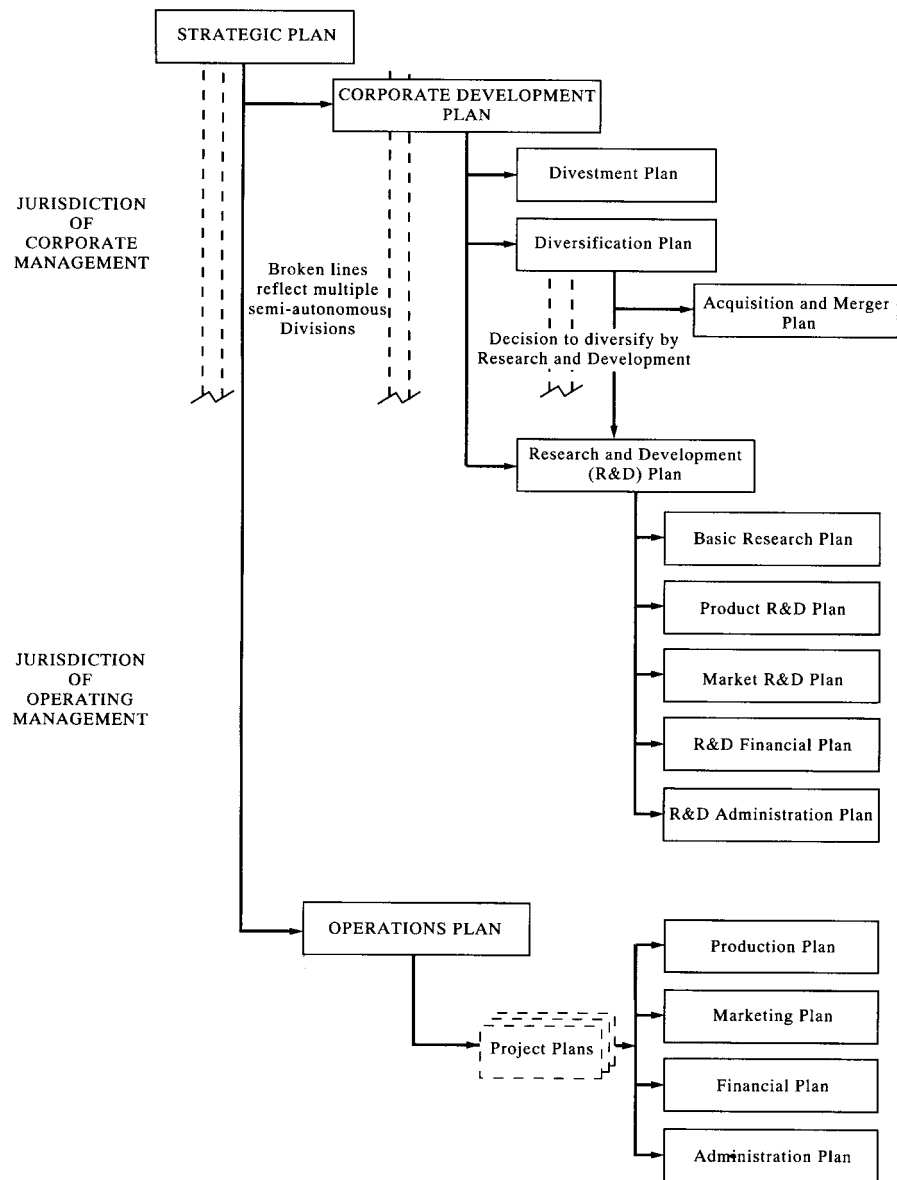 STRATEGIC PLAN
CORPORATE DEVELOPMENT
PLAN
Divestment Plan
JURISDICTION
OF
CORPORATE
MANAGEMENT
Diversification Plan
Broken lines
reflect multiple
semi-autonomous
Divisions
Acquisition and Merger
Plan
Decision to diversify by
Research and Development
Research and Development
(R&D) Plan
Basic Research Plan
Product R&D Plan
JURISDICTION
OF
OPERATING
MANAGEMENT
Market R&D Plan
R&D Financial Plan
R&D Administration Plan
OPERATIONS PLAN
Production Plan
Marketing Plan
Project Plans
Financial Plan
Administration Plan